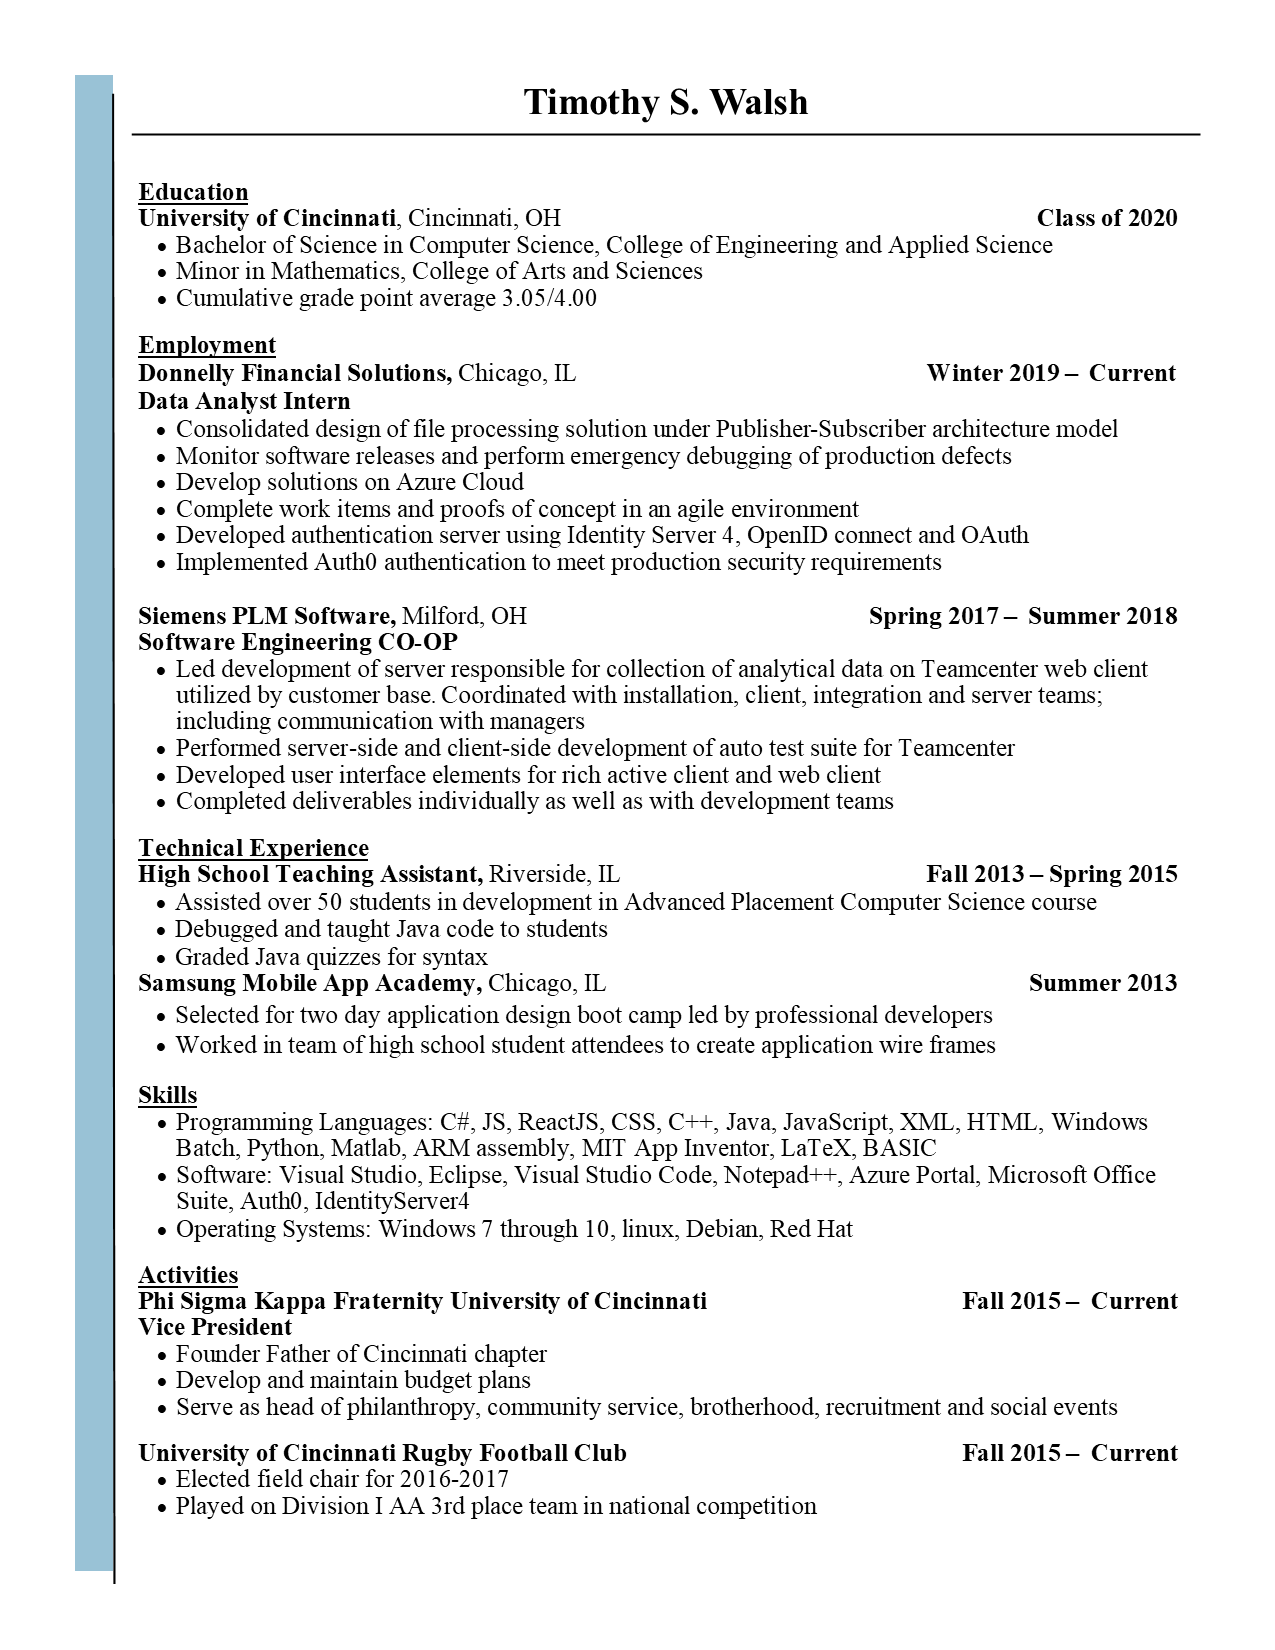 Timothy S. Walsh
Education
University of Cincinnati, Cincinnati, OH Class of 2020
• Bachelor of Science in Computer Science, College of Engineering and Applied Science
• Minor in Mathematics, College of Arts and Sciences
• Cumulative grade point average 3.05/4.00
Employment
Donnelly Financial Solutions, Chicago, IL Winter 2019 – Current
Data Analyst Intern
• Consolidated design of file processing solution under Publisher-Subscriber architecture model
• Monitor software releases and perform emergency debugging of production defects
• Develop solutions on Azure Cloud
• Complete work items and proofs of concept in an agile environment
• Developed authentication server using Identity Server 4, OpenID connect and OAuth
• Implemented Auth0 authentication to meet production security requirements
Siemens PLM Software, Milford, OH Spring 2017 – Summer 2018
Software Engineering CO-OP
• Led development of server responsible for collection of analytical data on Teamcenter web client
utilized by customer base. Coordinated with installation, client, integration and server teams;
including communication with managers
• Performed server-side and client-side development of auto test suite for Teamcenter
• Developed user interface elements for rich active client and web client
• Completed deliverables individually as well as with development teams
Technical Experience
High School Teaching Assistant, Riverside, IL Fall 2013 – Spring 2015
• Assisted over 50 students in development in Advanced Placement Computer Science course
• Debugged and taught Java code to students
• Graded Java quizzes for syntax
Samsung Mobile App Academy, Chicago, IL Summer 2013
• Selected for two day application design boot camp led by professional developers
• Worked in team of high school student attendees to create application wire frames
Skills
• Programming Languages: C#, JS, ReactJS, CSS, C++, Java, JavaScript, XML, HTML, Windows
Batch, Python, Matlab, ARM assembly, MIT App Inventor, LaTeX, BASIC
• Software: Visual Studio, Eclipse, Visual Studio Code, Notepad++, Azure Portal, Microsoft Office
Suite, Auth0, IdentityServer4
• Operating Systems: Windows 7 through 10, linux, Debian, Red Hat
Activities
Phi Sigma Kappa Fraternity University of Cincinnati Fall 2015 – Current
Vice President
• Founder Father of Cincinnati chapter
• Develop and maintain budget plans
• Serve as head of philanthropy, community service, brotherhood, recruitment and social events
University of Cincinnati Rugby Football Club Fall 2015 – Current
• Elected field chair for 2016-2017
• Played on Division I AA 3rd place team in national competition